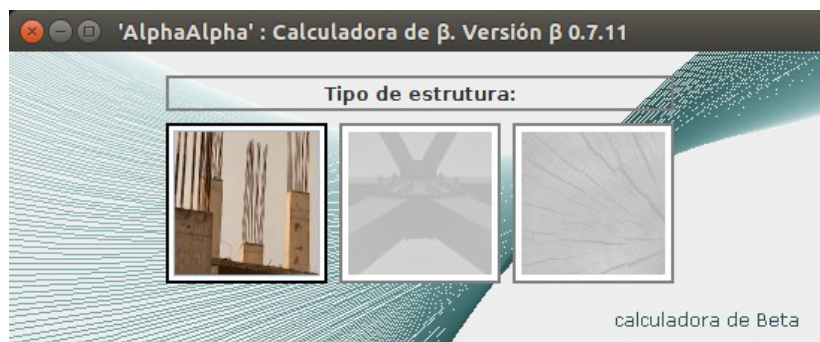 'AlphaAlpha' : Calculadora de β. Versión β 0.7.11
Tipo de estrutura:
calculadora de Beta